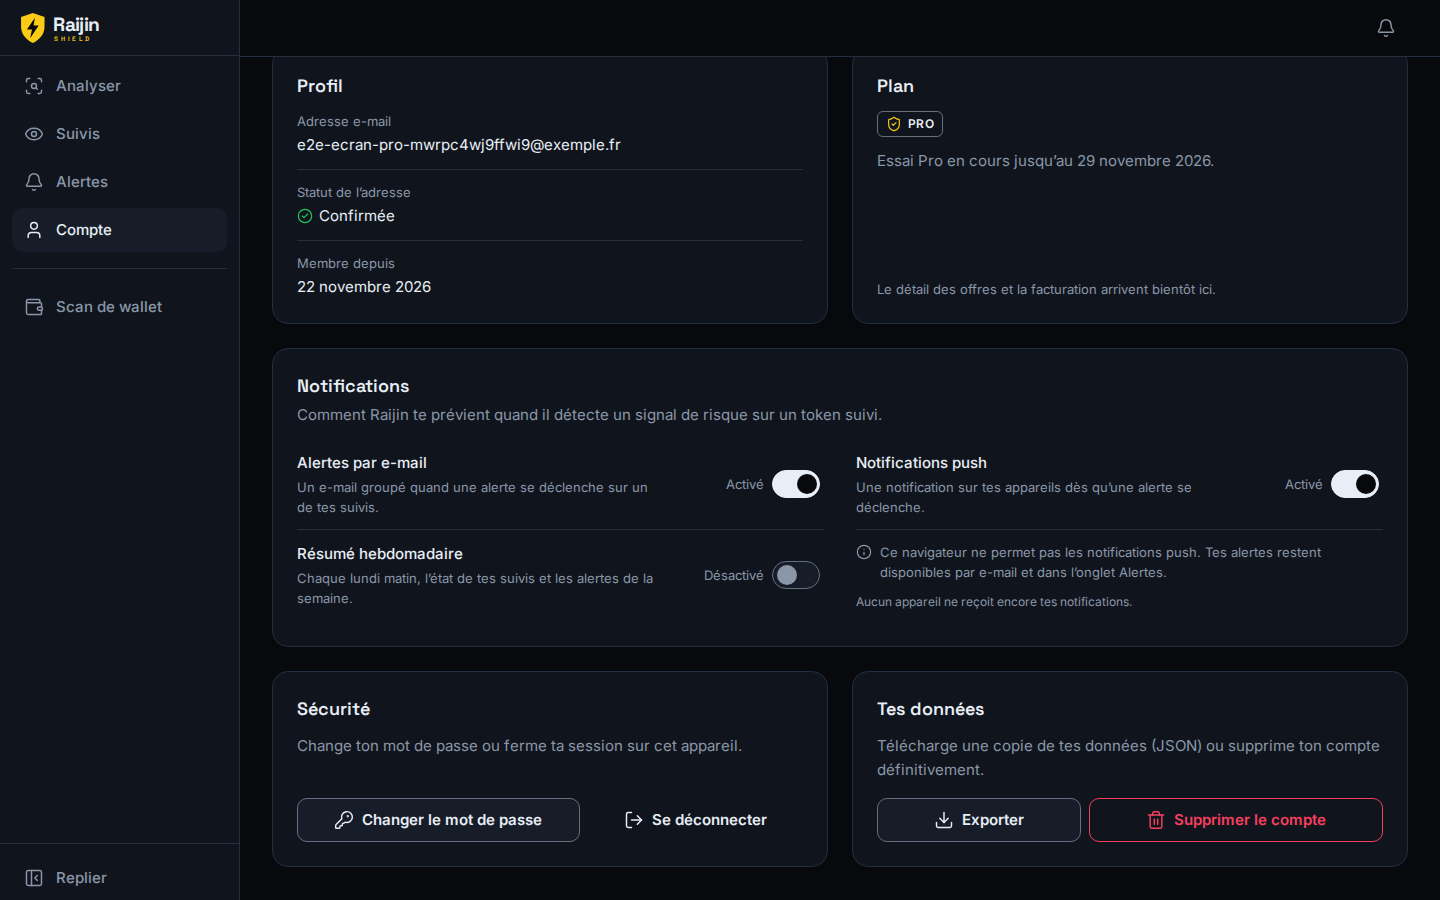 Raijin
SHIELD
Analyser
Suivis
Alertes
Compte
Scan de wallet
Replier
Profil
Adresse e-mail
e2e-ecran-pro-mwrpc4wj9ffwi9@exemple.fr
Statut de l’adresse
Confirmée
Membre depuis
22 novembre 2026
Plan
PRO
Essai Pro en cours jusqu’au 29 novembre 2026.
Le détail des offres et la facturation arrivent bientôt ici.
Notifications
Comment Raijin te prévient quand il détecte un signal de risque sur un token suivi.
Alertes par e-mail
Un e-mail groupé quand une alerte se déclenche sur un
de tes suivis.
Activé
Résumé hebdomadaire
Chaque lundi matin, l’état de tes suivis et les alertes de la
semaine.
Désactivé
Notifications push
Une notification sur tes appareils dès qu’une alerte se
déclenche.
Activé
Ce navigateur ne permet pas les notifications push. Tes alertes restent
disponibles par e-mail et dans l’onglet Alertes.
Aucun appareil ne reçoit encore tes notifications.
Sécurité
Change ton mot de passe ou ferme ta session sur cet appareil.
Changer le mot de passe
Se déconnecter
Tes données
Télécharge une copie de tes données (JSON) ou supprime ton compte
définitivement.
Exporter
Supprimer le compte